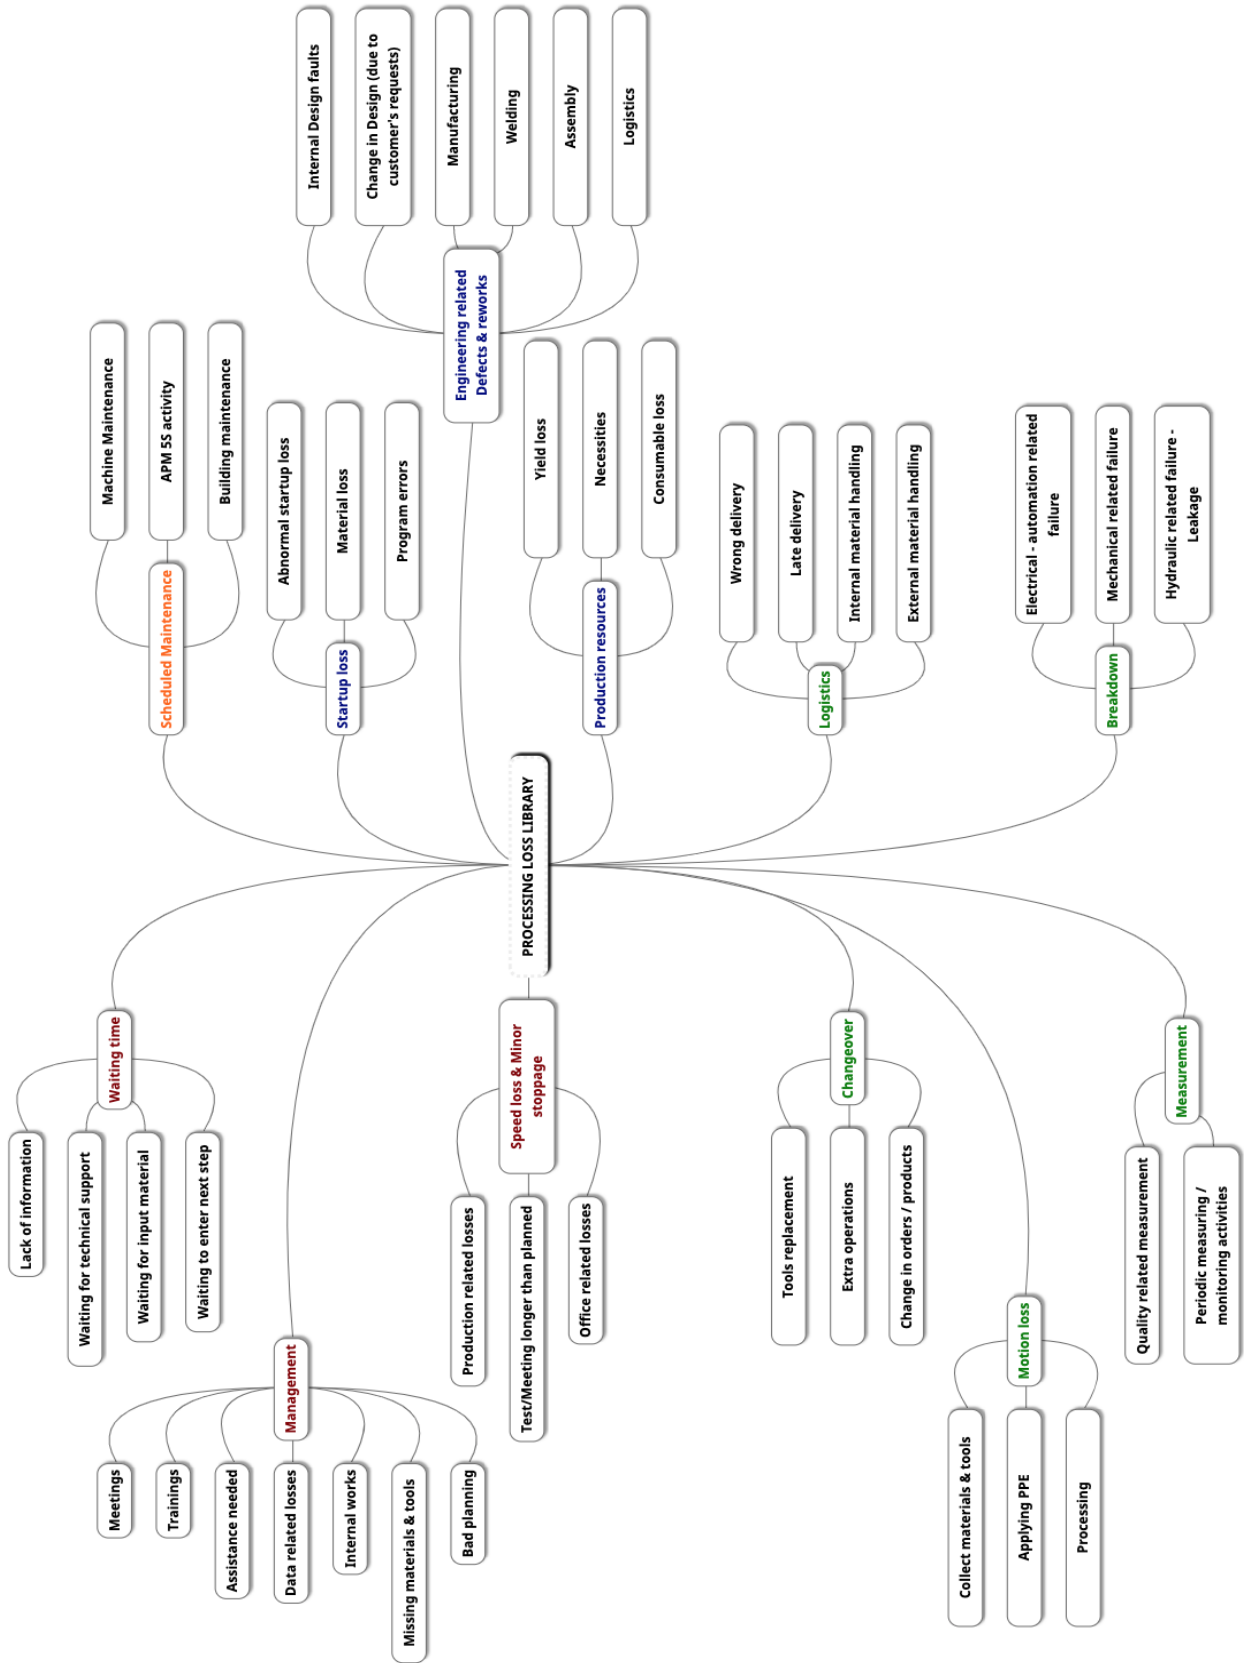 PROCESSING LOSS LIBRARY
Waiting time
Lack of information
Waiting for technical support
Waiting for input material
Waiting to enter next step
Management
Meetings
Trainings
Assistance needed
Data related losses
Internal works
Missing materials & tools
Bad planning
Speed loss & Minor
stoppage
Production related losses
Test/Meeting longer than planned
Office related losses
Changeover
Tools replacement
Extra operations
Change in orders / products
Motion loss
Collect materials & tools
Applying PPE
Processing
Measurement
Quality related measurement
Periodic measuring /
monitoring activities
Scheduled Maintenance
Machine Maintenance
APM 5S activity
Building maintenance
Startup loss
Abnormal startup loss
Material loss
Program errors
Engineering related
Defects & reworks
Internal Design faults
Change in Design (due to
customer's requests)
Manufacturing
Welding
Assembly
Logistics
Production resources
Yield loss
Necessities
Consumable loss
Logistics
Wrong delivery
Late delivery
Internal material handling
External material handling
Breakdown
Electrical - automation related
failure
Mechanical related failure
Hydraulic related failure -
Leakage